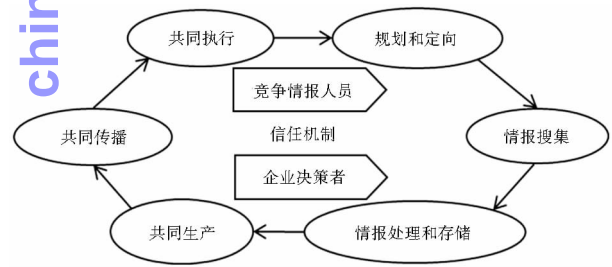 chin
共同执行
规划和定向
竞争情报人员
共同传播
信任机制
情报搜集
企业决策者
共同生产
情报处理和存储